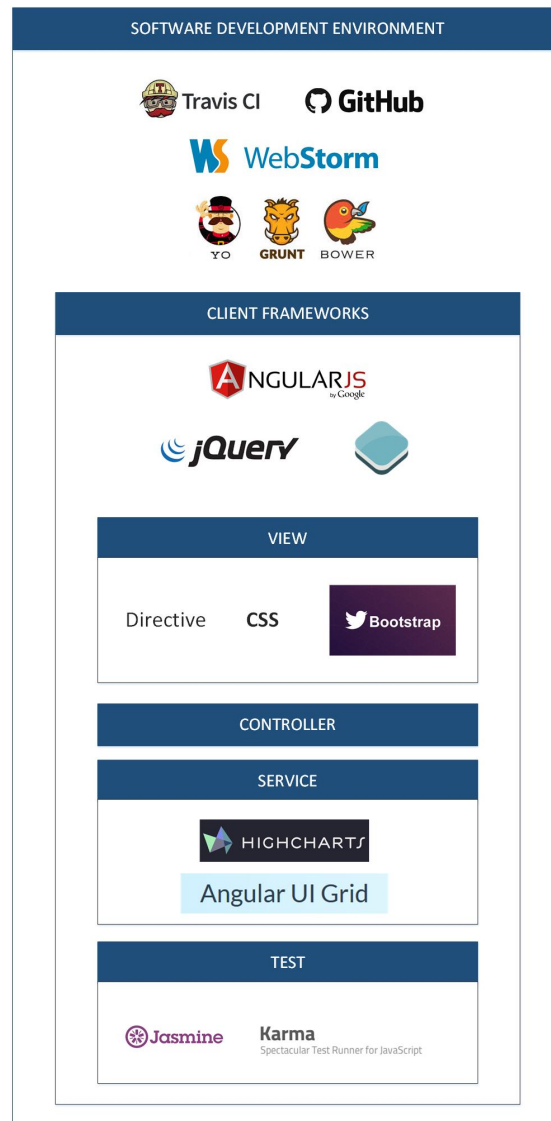 SOFTWARE DEVELOPMENT ENVIRONMENT
Travis CI GitHub
WebStorm
YO GRUNT BOWER
CLIENT FRAMEWORKS
ANGULARJS
by Google
jQuery
VIEW
Directive CSS Bootstrap
CONTROLLER
SERVICE
HIGHCHARTS
Angular UI Grid
TEST
Jasmine Karma
Spectacular Test Runner for JavaScript